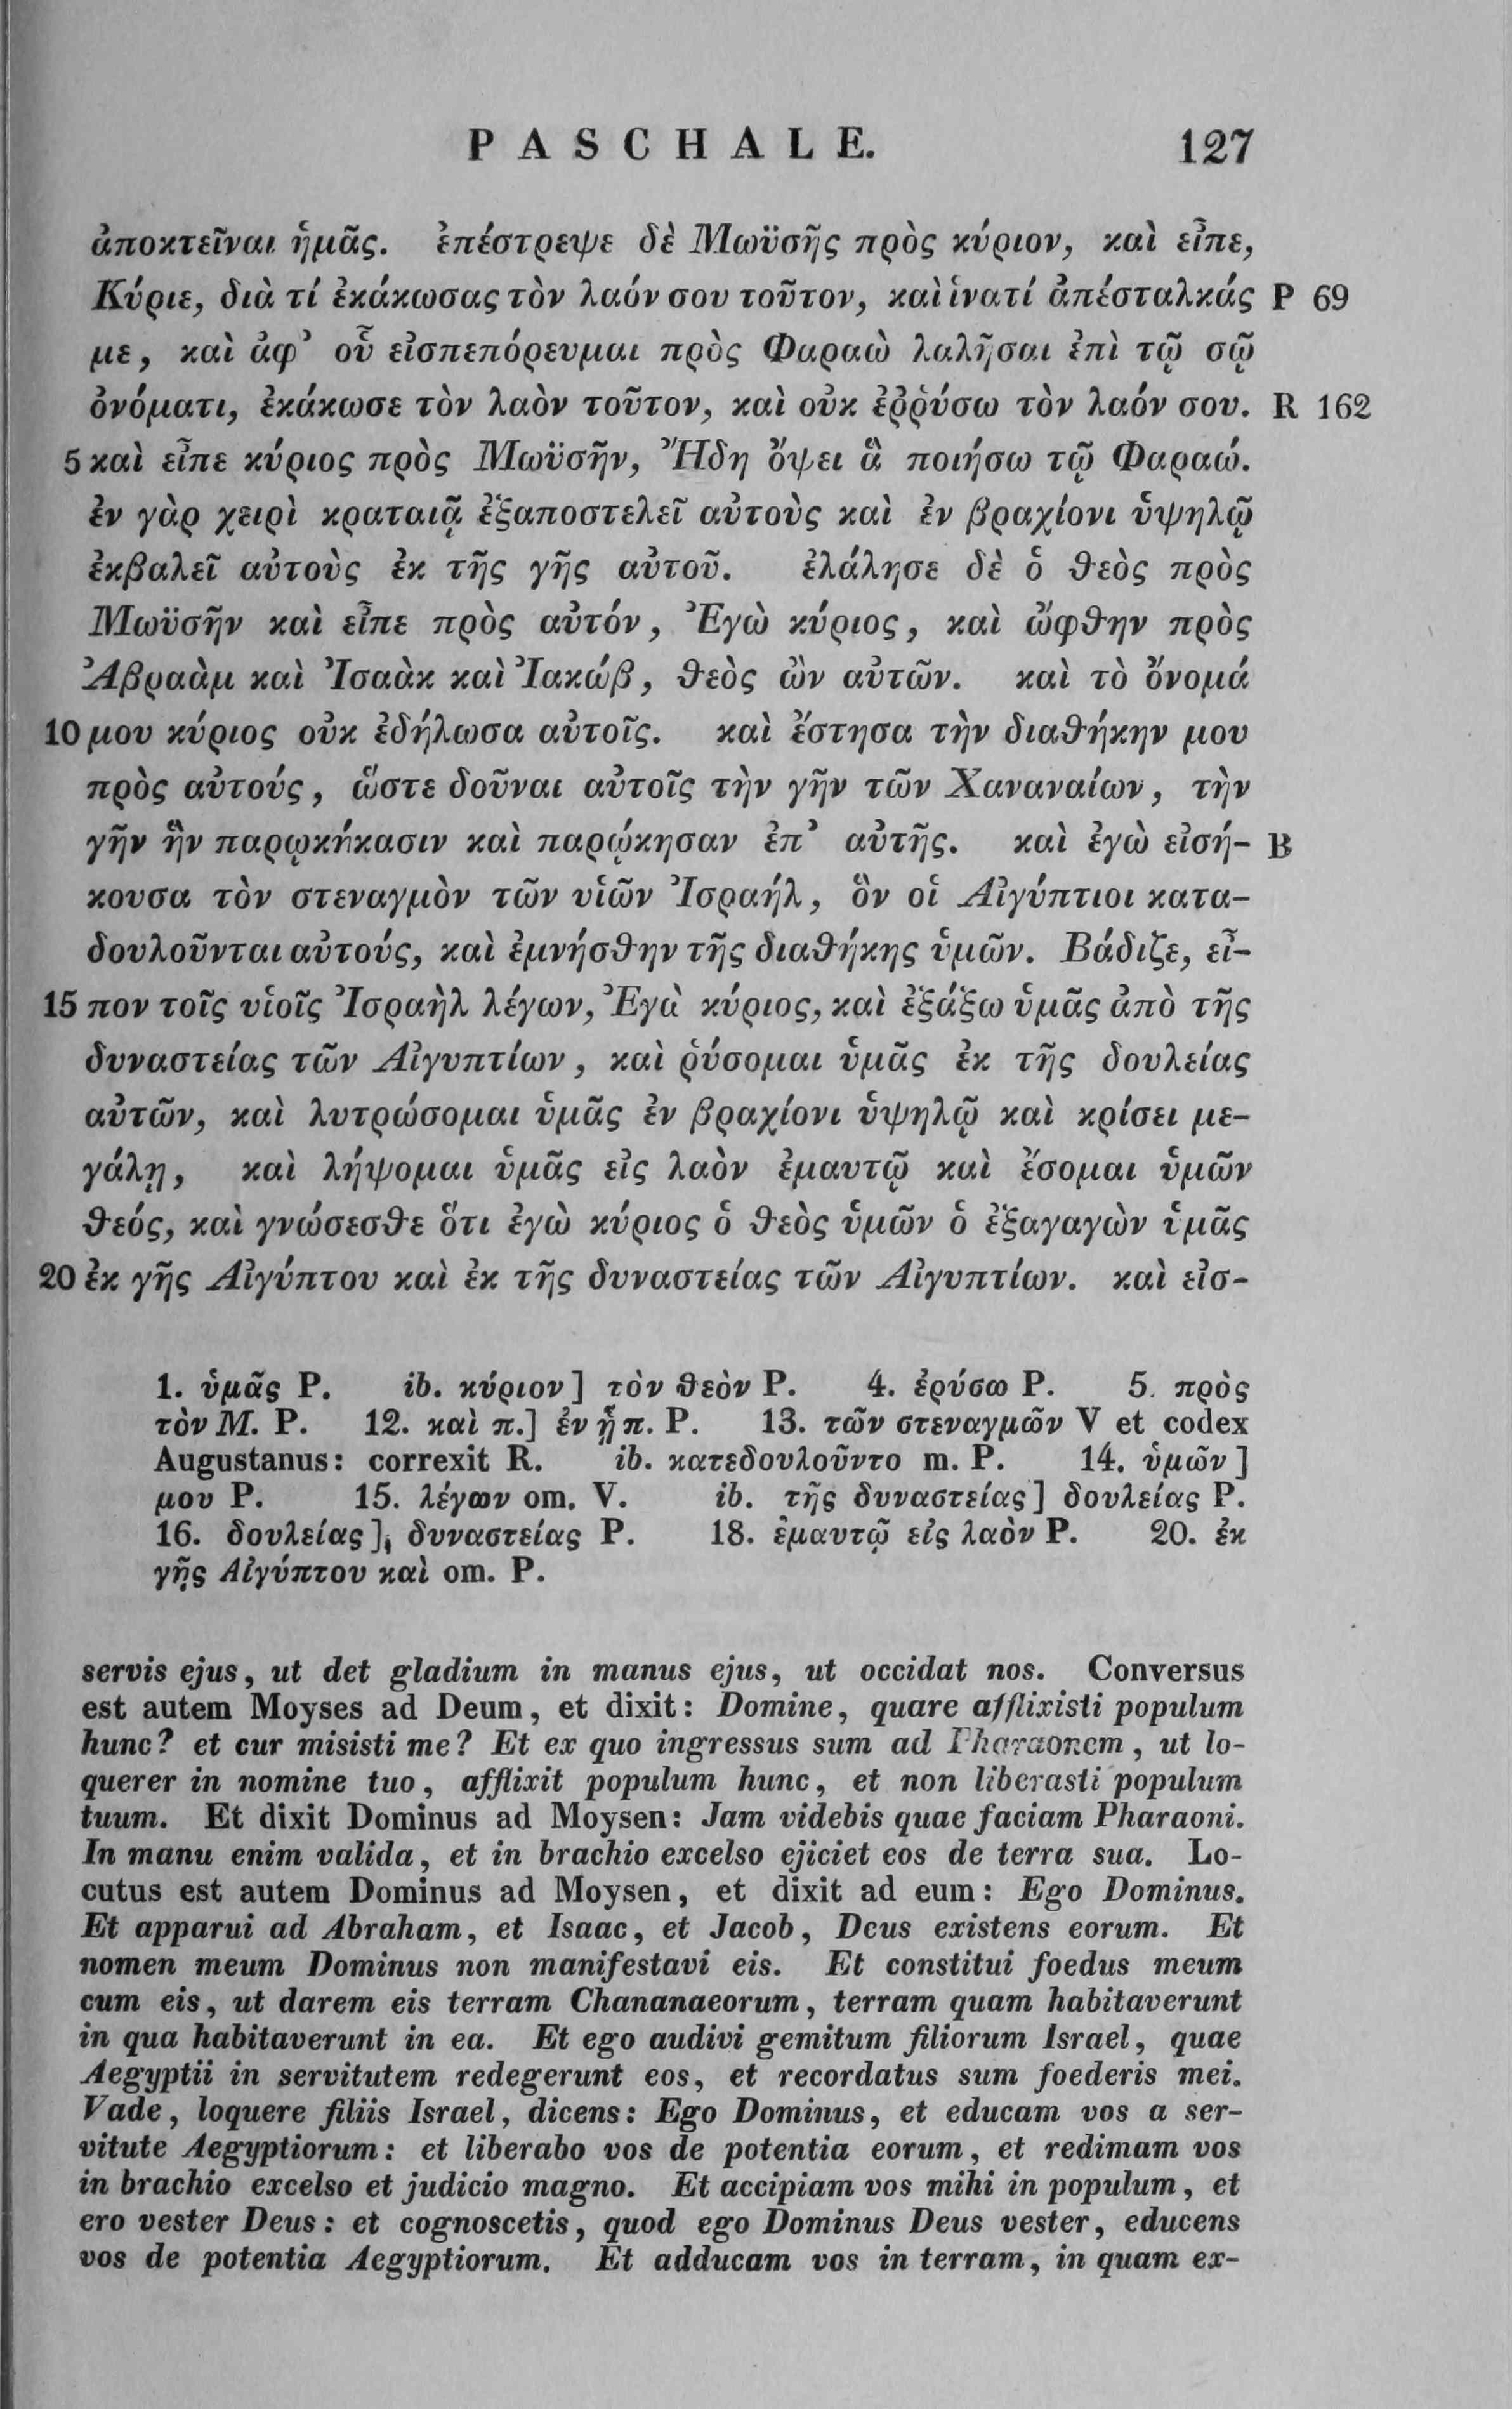 PASCHALE. 127
ἀποκτεῖναι ἡμᾶς. ἐπέστρεψε δὲ Μωϋσῆς πρὸς κύριον, καὶ εἶπε,
Κύριε, διὰ τί ἐκάκωσας τὸν λαόν σου τοῦτον, καὶ ἱνατί ἀπέσταλκάς P 69
με, καὶ ἀφ᾽ οὗ εἰσπεπόρευμαι πρὸς Φαραὼ λαλῆσαι ἐπὶ τῷ σῷ
ὀνόματι, ἐκάκωσε τὸν λαὸν τοῦτον, καὶ οὐκ ἐῤῥύσω τὸν λαόν σου. R 162
5 καὶ εἶπε κύριος πρὸς Μωϋσῆν, Ἤδη ὄψει ἃ ποιήσω τῷ Φαραώ.
ἐν γὰρ χειρὶ κραταιᾷ ἐξαποστελεῖ αὐτοὺς καὶ ἐν βραχίονι ὑψηλῷ
ἐκβαλεῖ αὐτοὺς ἐκ τῆς γῆς αὐτοῦ. ἐλάλησε δὲ ὁ θεὸς πρὸς
Μωϋσῆν καὶ εἶπε πρὸς αὐτόν, Ἐγὼ κύριος, καὶ ὤφθην πρὸς
Ἀβραὰμ καὶ Ἰσαὰκ καὶ Ἰακώβ, θεὸς ὢν αὐτῶν. καὶ τὸ ὄνομά
10 μου κύριος οὐκ ἐδήλωσα αὐτοῖς. καὶ ἔστησα τὴν διαθήκην μου
πρὸς αὐτούς, ὥστε δοῦναι αὐτοῖς τὴν γῆν τῶν Χαναναίων, τὴν
γῆν ἣν παρῳκήκασιν καὶ παρῴκησαν ἐπ᾽ αὐτῆς. καὶ ἐγὼ εἰσή- B
κουσα τὸν στεναγμὸν τῶν υἱῶν Ἰσραήλ, ὃν οἱ Αἰγύπτιοι κατα-
δουλοῦνται αὐτούς, καὶ ἐμνήσθην τῆς διαθήκης ὑμῶν. Βάδιζε, εἶ-
15 πον τοῖς υἱοῖς Ἰσραὴλ λέγων, Ἐγὼ κύριος, καὶ ἐξάξω ὑμᾶς ἀπὸ τῆς
δυναστείας τῶν Αἰγυπτίων, καὶ ῥύσομαι ὑμᾶς ἐκ τῆς δουλείας
αὐτῶν, καὶ λυτρώσομαι ὑμᾶς ἐν βραχίονι ὑψηλῷ καὶ κρίσει με-
γάλῃ, καὶ λήψομαι ὑμᾶς εἰς λαὸν ἐμαυτῷ καὶ ἔσομαι ὑμῶν
θεός, καὶ γνώσεσθε ὅτι ἐγὼ κύριος ὁ θεὸς ὑμῶν ὁ ἐξαγαγὼν ὑμᾶς
20 ἐκ γῆς Αἰγύπτου καὶ ἐκ τῆς δυναστείας τῶν Αἰγυπτίων. καὶ εἰσ-
1. ὑμᾶς P. ib. κύριον] τὸν θεὸν P. 4. ἐρύσω P. 5. πρὸς
τὸν Μ. P. 12. καὶ π.] ἐν ᾗ π. P. 13. τῶν στεναγμῶν V et codex
Augustanus: correxit R. ib. κατεδουλοῦντο m. P. 14. ὑμῶν]
μου P. 15. λέγων om. V. ib. τῆς δυναστείας] δουλείας P.
16. δουλείας] δυναστείας P. 18. ἐμαυτῷ εἰς λαὸν P. 20. ἐκ
γῆς Αἰγύπτου καὶ om. P.
servis ejus, ut det gladium in manus ejus, ut occidat nos. Conversus
est autem Moyses ad Deum, et dixit: Domine, quare afflixisti populum
hunc? et cur misisti me? Et ex quo ingressus sum ad Pharaonem, ut lo-
querer in nomine tuo, afflixit populum hunc, et non liberasti populum
tuum. Et dixit Dominus ad Moysen: Jam videbis quae faciam Pharaoni.
In manu enim valida, et in brachio excelso ejiciet eos de terra sua. Lo-
cutus est autem Dominus ad Moysen, et dixit ad eum: Ego Dominus.
Et apparui ad Abraham, et Isaac, et Jacob, Deus existens eorum. Et
nomen meum Dominus non manifestavi eis. Et constitui foedus meum
cum eis, ut darem eis terram Chananaeorum, terram quam habitaverunt
in qua habitaverunt in ea. Et ego audivi gemitum filiorum Israel, quae
Aegyptii in servitutem redegerunt eos, et recordatus sum foederis mei.
Vade, loquere filiis Israel, dicens: Ego Dominus, et educam vos a ser-
vitute Aegyptiorum: et liberabo vos de potentia eorum, et redimam vos
in brachio excelso et judicio magno. Et accipiam vos mihi in populum, et
ero vester Deus: et cognoscetis, quod ego Dominus Deus vester, educens
vos de potentia Aegyptiorum. Et adducam vos in terram, in quam ex-